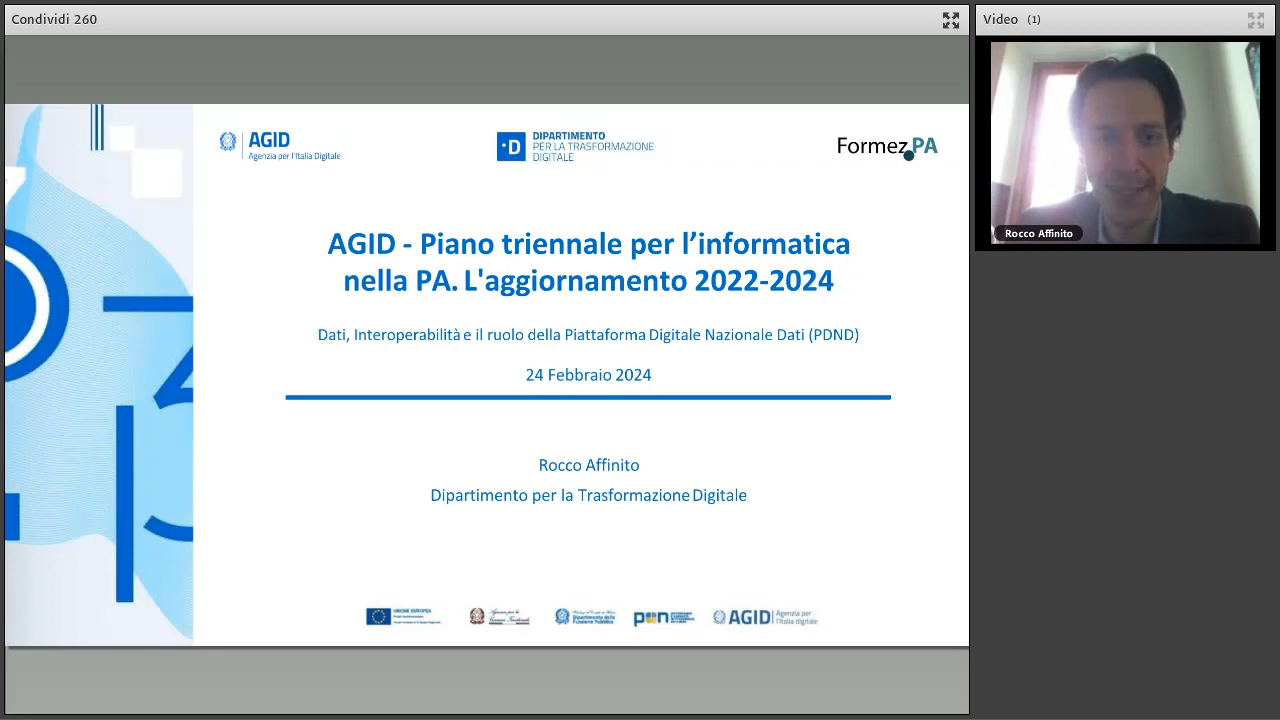 Condividi 260
Video (1)
AGID
Agenzia per l'Italia Digitale
DIPARTIMENTO
PER LA TRASFORMAZIONE
DIGITALE
Formez PA
AGID - Piano triennale per l’informatica
nella PA. L'aggiornamento 2022-2024
Dati, Interoperabilità e il ruolo della Piattaforma Digitale Nazionale Dati (PDND)
24 Febbraio 2024
Rocco Affinito
Dipartimento per la Trasformazione Digitale
UNIONE EUROPEA
pon
AGID
Agenzia per
l'Italia digitale
Rocco Affinito